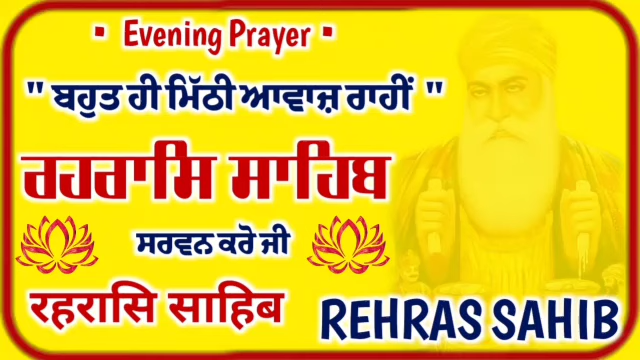 • Evening Prayer •
" ਬਹੁਤ ਹੀ ਮਿੱਠੀ ਆਵਾਜ਼ ਰਾਹੀਂ "
ਰਹਰਾਸਿ ਸਾਹਿਬ
ਸਰਵਨ ਕਰੋ ਜੀ
रहरासि साहिब
REHRAS SAHIB